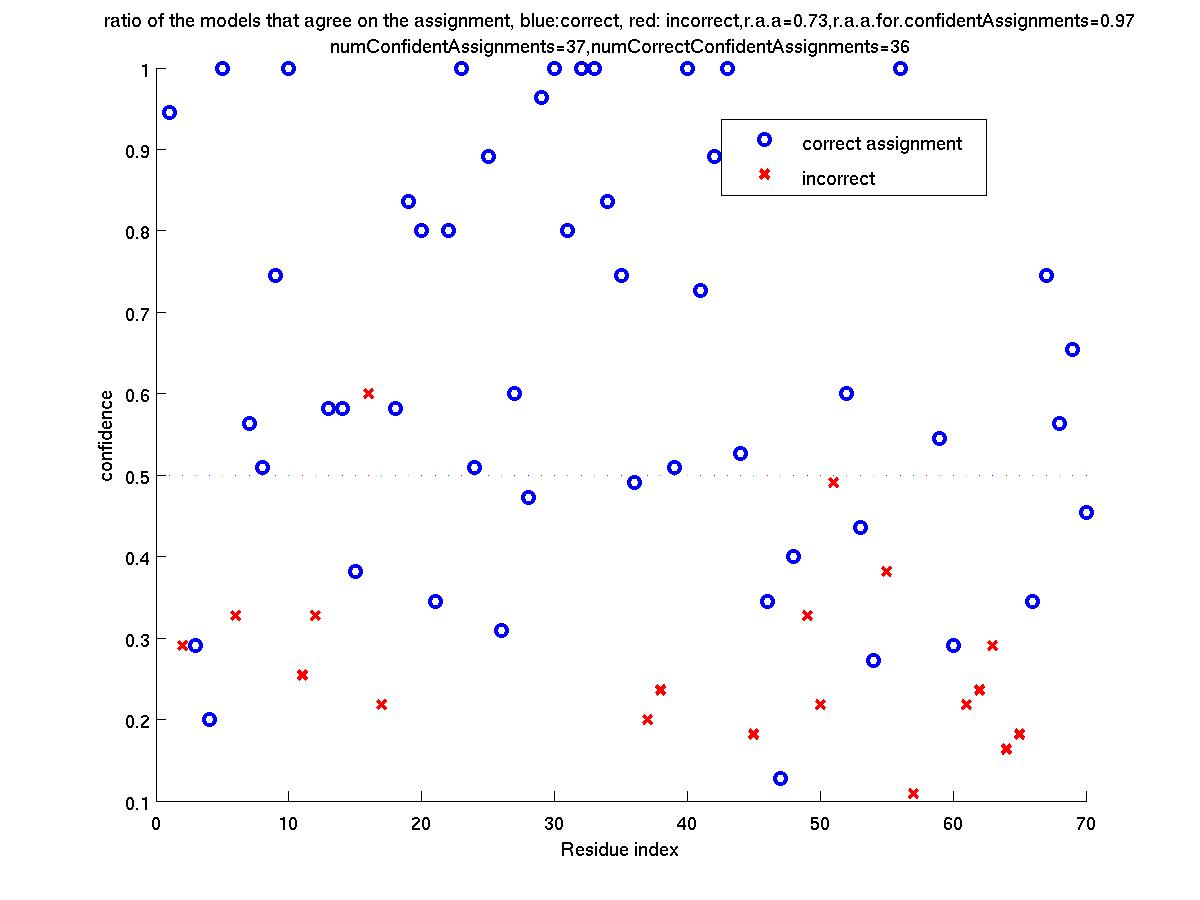 ratio of the models that agree on the assignment, blue:correct, red: incorrect,r.a.a=0.73,r.a.a.for.confidentAssignments=0.97
numConfidentAssignments=37,numCorrectConfidentAssignments=36
1
0.9
0.8
0.7
0.6
0.5
0.4
0.3
0.2
0.1
confidence
correct assignment
incorrect
0 10 20 30 40 50 60 70
Residue index